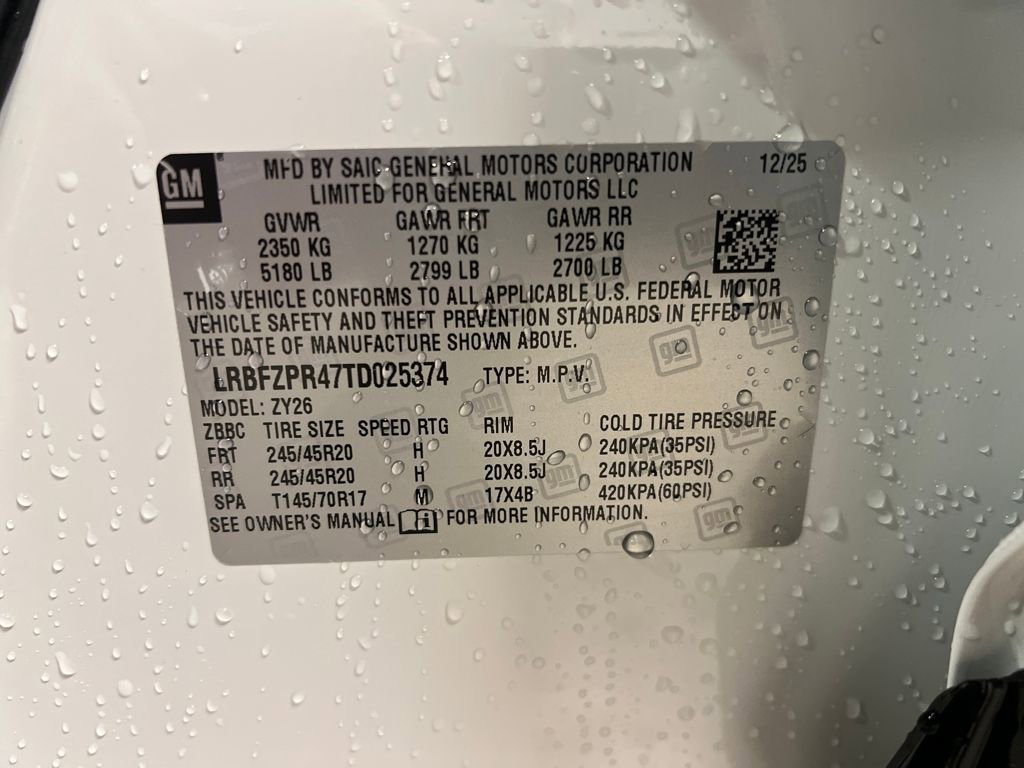 GM MFD BY SAIC GENERAL MOTORS CORPORATION 12/25
LIMITED FOR GENERAL MOTORS LLC
GVWR GAWR FRT GAWR RR
2350 KG 1270 KG 1225 KG
5180 LB 2799 LB 2700 LB
THIS VEHICLE CONFORMS TO ALL APPLICABLE U.S. FEDERAL MOTOR
VEHICLE SAFETY AND THEFT PREVENTION STANDARDS IN EFFECT ON
THE DATE OF MANUFACTURE SHOWN ABOVE.
LRBFZPR47TD025374 TYPE: M.P.V.
MODEL: ZY26
ZBBC TIRE SIZE SPEED RTG RIM COLD TIRE PRESSURE
FRT 245/45R20 H 20X8.5J 240KPA(35PSI)
RR 245/45R20 H 20X8.5J 240KPA(35PSI)
SPA T145/70R17 M 17X4B 420KPA(60PSI)
SEE OWNER'S MANUAL FOR MORE INFORMATION.